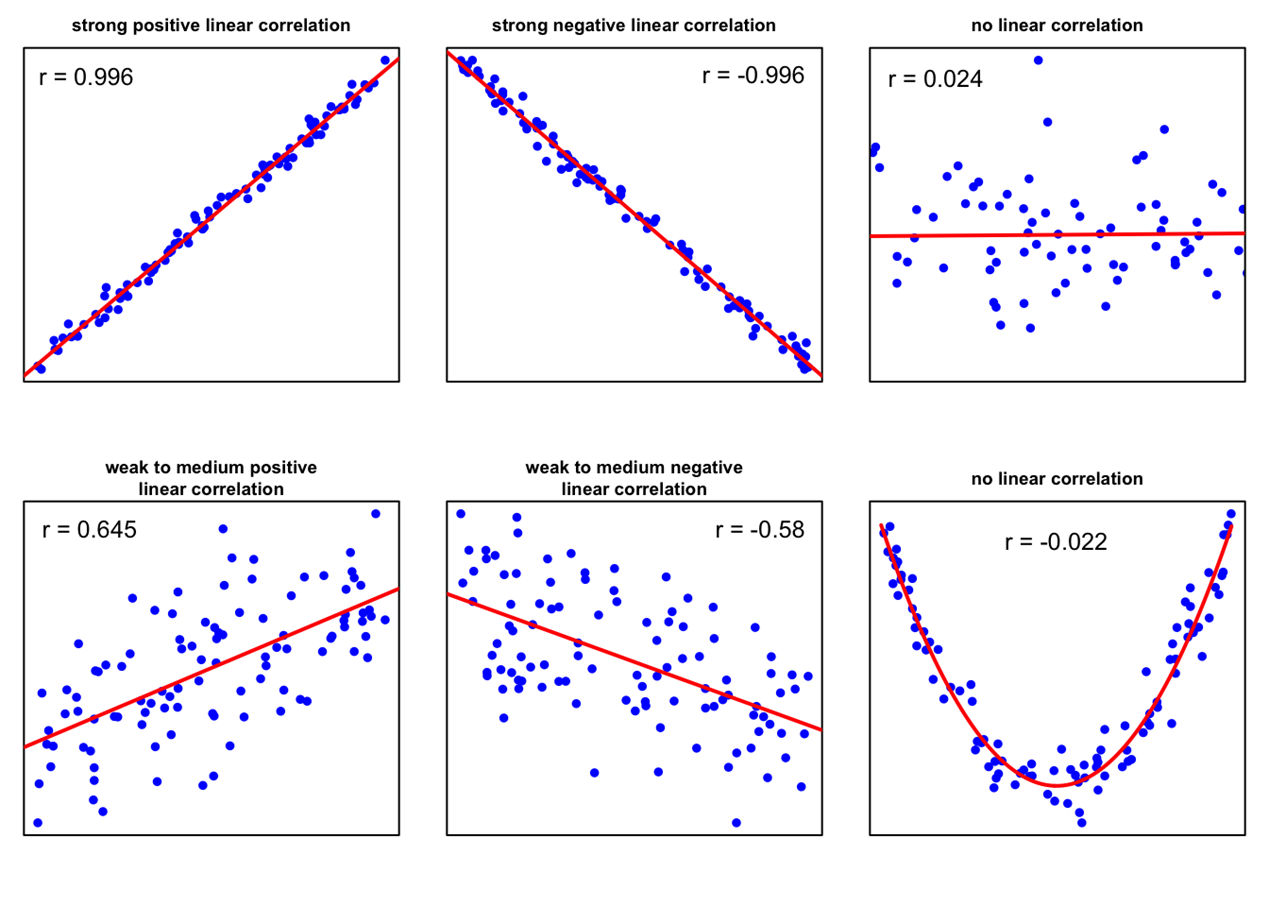 strong positive linear correlation
r = 0.996
strong negative linear correlation
r = -0.996
no linear correlation
r = 0.024
weak to medium positive
linear correlation
r = 0.645
weak to medium negative
linear correlation
r = -0.58
no linear correlation
r = -0.022